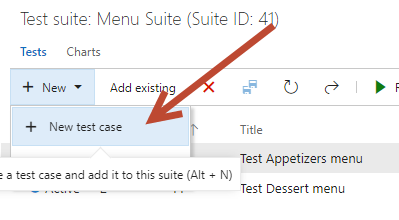 Test suite: Menu Suite (Suite ID: 41)
Tests Charts
+ New Add existing
+ New test case Title
Test Appetizers menu
e a test case and add it to this suite (Alt + N)
Test Dessert menu